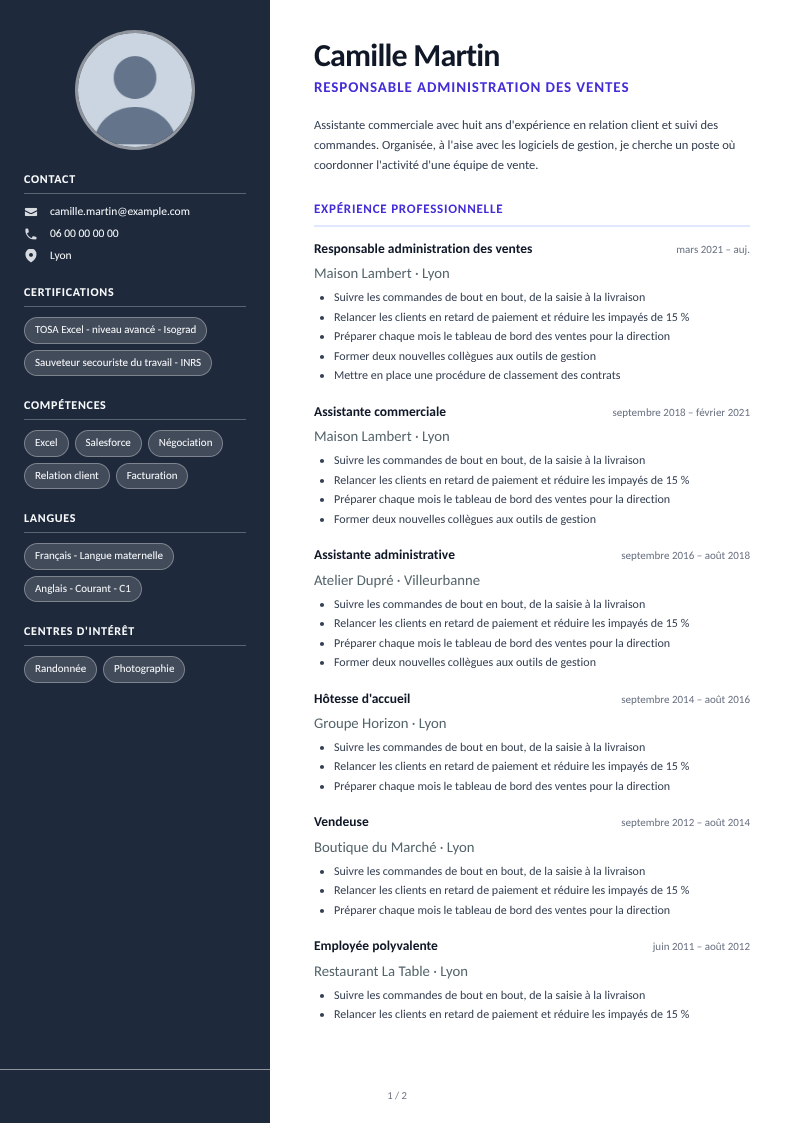 CONTACT
camille.martin@example.com
06 00 00 00 00
Lyon
CERTIFICATIONS
TOSA Excel - niveau avancé - Isograd
Sauveteur secouriste du travail - INRS
COMPÉTENCES
Excel
Salesforce
Négociation
Relation client
Facturation
LANGUES
Français - Langue maternelle
Anglais - Courant - C1
CENTRES D'INTÉRÊT
Randonnée
Photographie
Camille Martin
RESPONSABLE ADMINISTRATION DES VENTES
Assistante commerciale avec huit ans d'expérience en relation client et suivi des
commandes. Organisée, à l'aise avec les logiciels de gestion, je cherche un poste où
coordonner l'activité d'une équipe de vente.
EXPÉRIENCE PROFESSIONNELLE
Responsable administration des ventes mars 2021 – auj.
Maison Lambert · Lyon
• Suivre les commandes de bout en bout, de la saisie à la livraison
• Relancer les clients en retard de paiement et réduire les impayés de 15 %
• Préparer chaque mois le tableau de bord des ventes pour la direction
• Former deux nouvelles collègues aux outils de gestion
• Mettre en place une procédure de classement des contrats
Assistante commerciale septembre 2018 – février 2021
Maison Lambert · Lyon
• Suivre les commandes de bout en bout, de la saisie à la livraison
• Relancer les clients en retard de paiement et réduire les impayés de 15 %
• Préparer chaque mois le tableau de bord des ventes pour la direction
• Former deux nouvelles collègues aux outils de gestion
Assistante administrative septembre 2016 – août 2018
Atelier Dupré · Villeurbanne
• Suivre les commandes de bout en bout, de la saisie à la livraison
• Relancer les clients en retard de paiement et réduire les impayés de 15 %
• Préparer chaque mois le tableau de bord des ventes pour la direction
• Former deux nouvelles collègues aux outils de gestion
Hôtesse d'accueil septembre 2014 – août 2016
Groupe Horizon · Lyon
• Suivre les commandes de bout en bout, de la saisie à la livraison
• Relancer les clients en retard de paiement et réduire les impayés de 15 %
• Préparer chaque mois le tableau de bord des ventes pour la direction
Vendeuse septembre 2012 – août 2014
Boutique du Marché · Lyon
• Suivre les commandes de bout en bout, de la saisie à la livraison
• Relancer les clients en retard de paiement et réduire les impayés de 15 %
• Préparer chaque mois le tableau de bord des ventes pour la direction
Employée polyvalente juin 2011 – août 2012
Restaurant La Table · Lyon
• Suivre les commandes de bout en bout, de la saisie à la livraison
• Relancer les clients en retard de paiement et réduire les impayés de 15 %
1 / 2